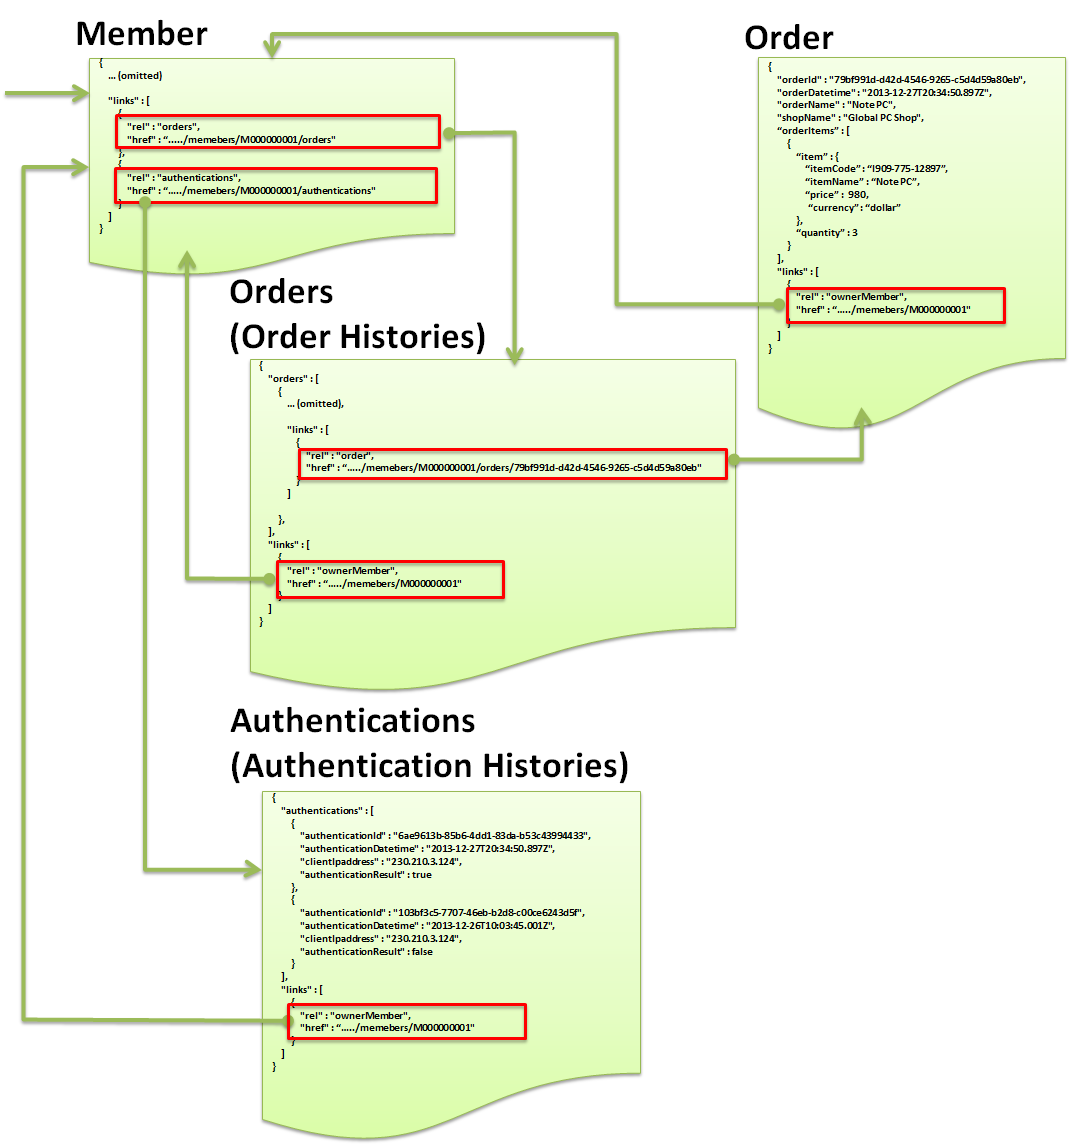 Member
{
... (omitted)
"links" : [
{
"rel" : "orders",
"href" : “...../memebers/M000000001/orders"
},
{
"rel" : "authentications",
"href" : “...../memebers/M000000001/authentications"
}
]
}
Order
{
"orderId" : "79bf991d-d42d-4546-9265-c5d4d59a80eb",
"orderDatetime" : "2013-12-27T20:34:50.897Z",
"orderName" : "Note PC",
"shopName" : "Global PC Shop",
“orderItems” : [
{
“item” : {
“itemCode” : “I909-775-12897”,
“itemName” : “Note PC”,
“price” : 980,
“currency” : “dollar”
},
“quantity” : 3
}
],
"links" : [
{
"rel" : "ownerMember",
"href" : “...../memebers/M000000001"
}
]
}
Orders
(Order Histories)
{
"orders" : [
{
... (omitted),
"links" : [
{
"rel" : "order",
"href" : “...../memebers/M000000001/orders/79bf991d-d42d-4546-9265-c5d4d59a80eb"
}
]
},
],
"links" : [
{
"rel" : "ownerMember",
"href" : “...../memebers/M000000001"
}
]
}
Authentications
(Authentication Histories)
{
"authentications" : [
{
"authenticationId" : "6ae9613b-85b6-4dd1-83da-b53c43994433",
"authenticationDatetime" : "2013-12-27T20:34:50.897Z",
"clientIpaddress" : "230.210.3.124",
"authenticationResult" : true
},
{
"authenticationId" : "103bf3c5-7707-46eb-b2d8-c00ce6243d5f",
"authenticationDatetime" : "2013-12-26T10:03:45.001Z",
"clientIpaddress" : "230.210.3.124",
"authenticationResult" : false
}
],
"links" : [
{
"rel" : "ownerMember",
"href" : “...../memebers/M000000001"
}
]
}